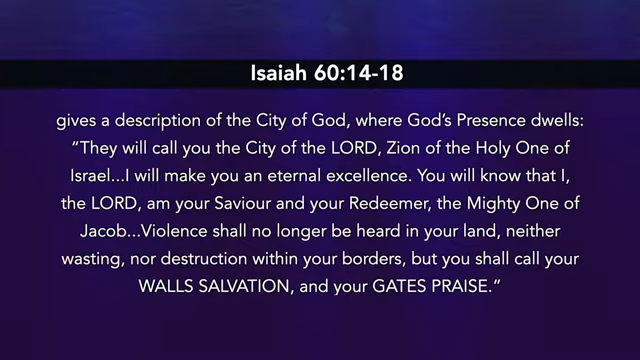 Isaiah 60:14-18
gives a description of the City of God, where God's Presence dwells:
“They will call you the City of the LORD, Zion of the Holy One of
Israel...I will make you an eternal excellence. You will know that I,
the LORD, am your Saviour and your Redeemer, the Mighty One of
Jacob...Violence shall no longer be heard in your land, neither
wasting, nor destruction within your borders, but you shall call your
WALLS SALVATION, and your GATES PRAISE.”